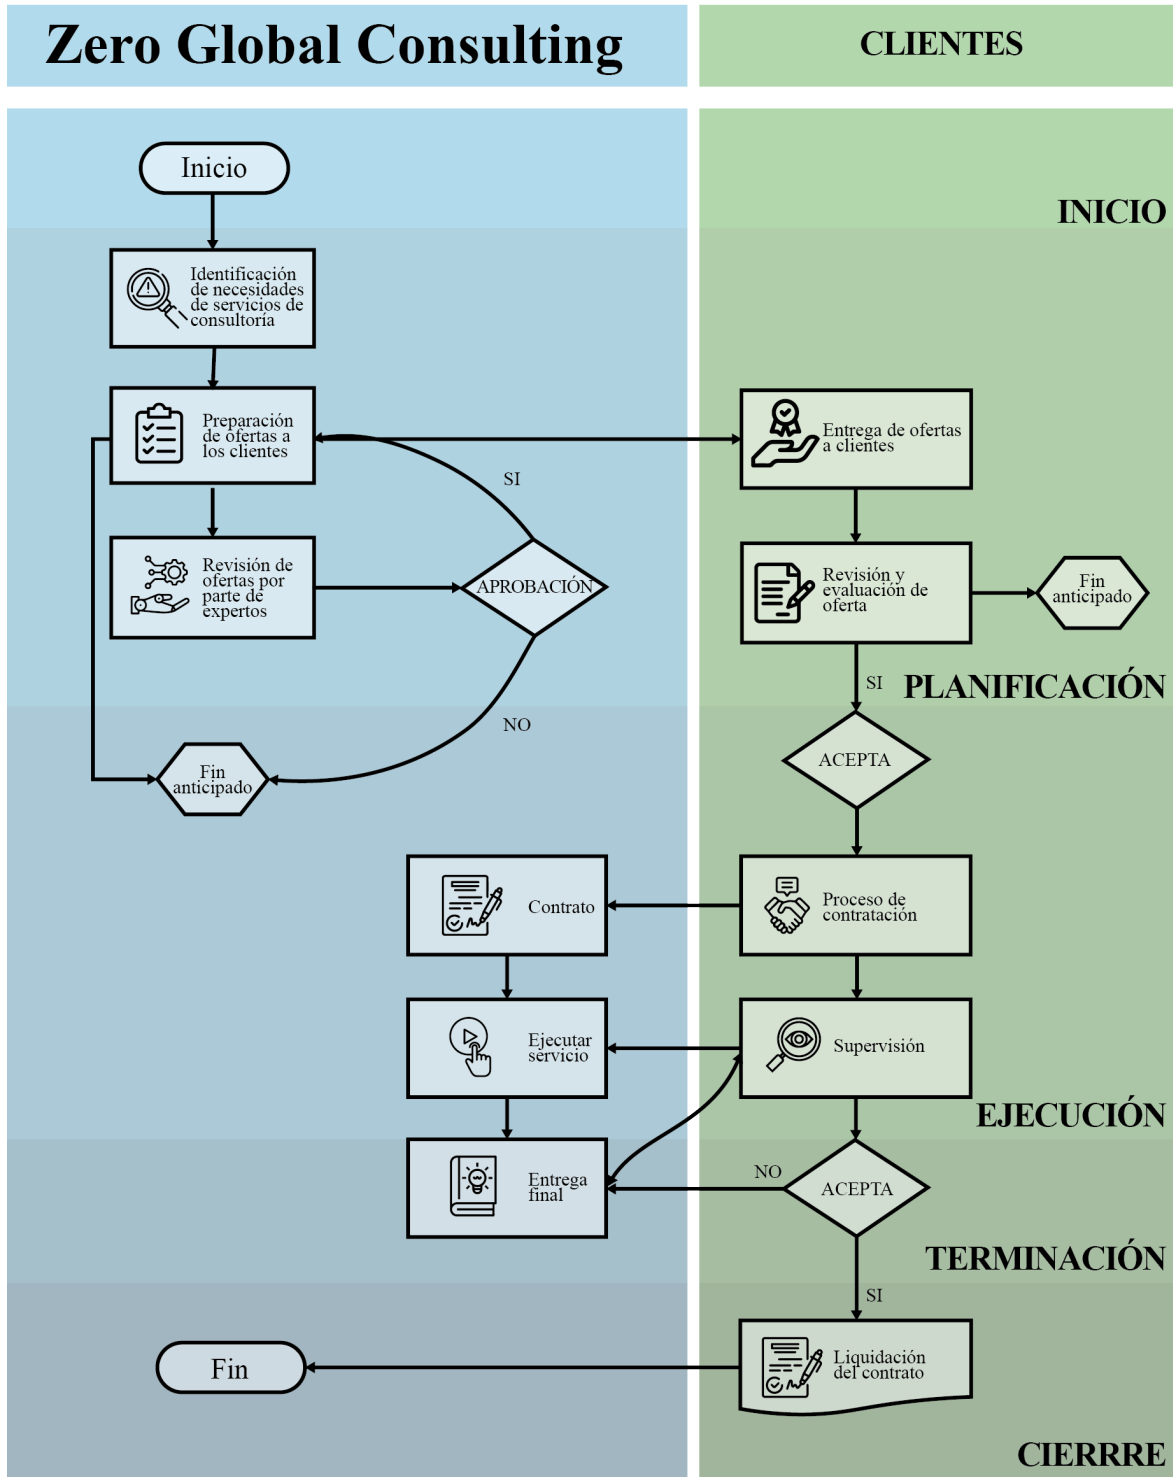 Zero Global Consulting
CLIENTES
Inicio
INICIO
Identificación
de necesidades
de servicios de
consultoría
Preparación
de ofertas a
los clientes
Entrega de ofertas
a clientes
SI
Revisión de
ofertas por
parte de
expertos
APROBACIÓN
Revisión y
evaluación de
oferta
Fin
anticipado
SI
PLANIFICACIÓN
NO
Fin
anticipado
ACEPTA
Contrato
Proceso de
contratación
Ejecutar
servicio
Supervisión
EJECUCIÓN
Entrega
final
NO
ACEPTA
TERMINACIÓN
SI
Fin
Liquidación
del contrato
CIERRRE